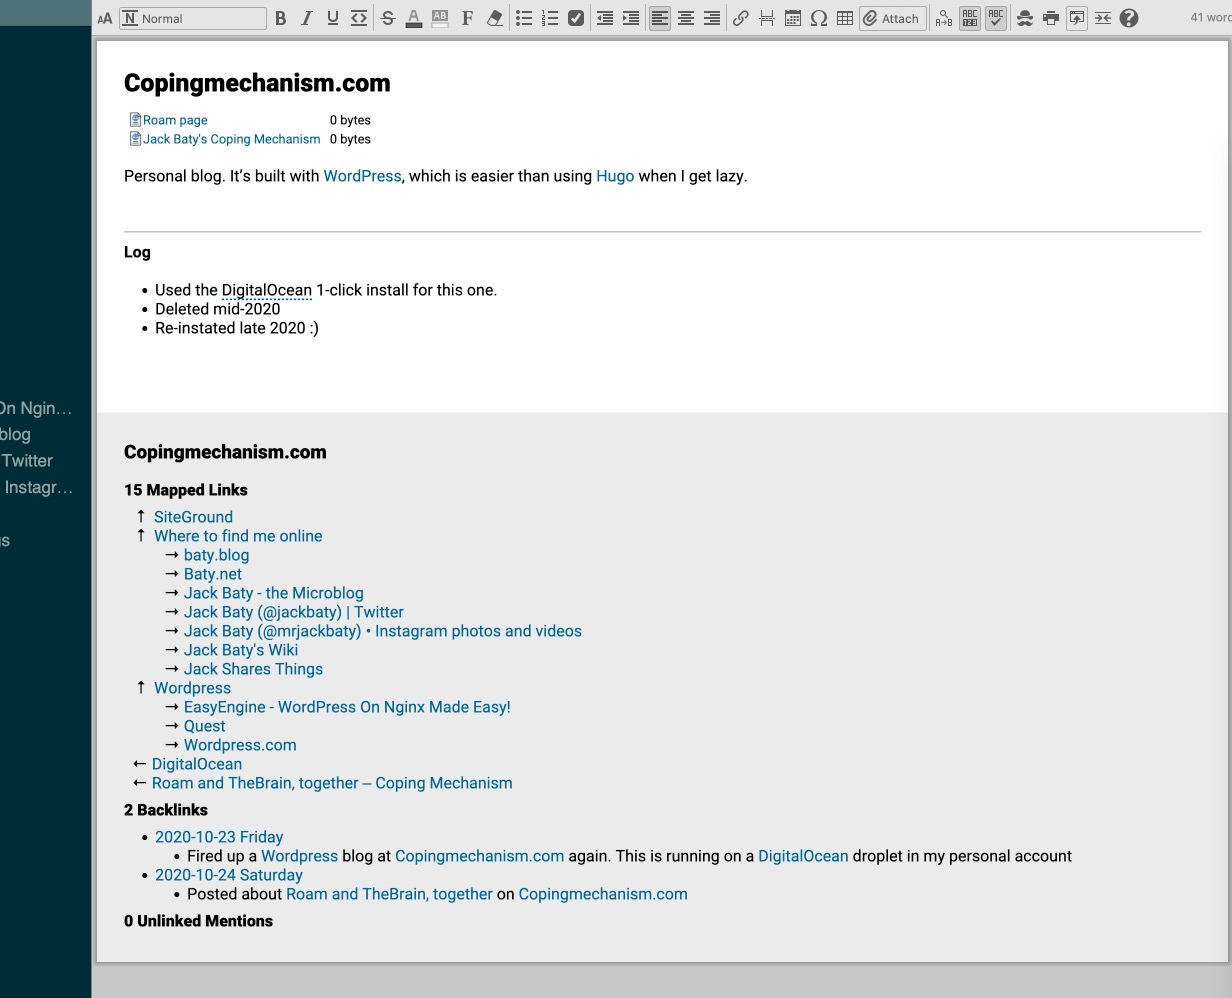 AA N Normal B I U S A AB F Attach A→B ABC ABC 41 word
Copingmechanism.com
Roam page 0 bytes
Jack Baty's Coping Mechanism 0 bytes
Personal blog. It’s built with WordPress, which is easier than using Hugo when I get lazy.
Log
• Used the DigitalOcean 1-click install for this one.
• Deleted mid-2020
• Re-instated late 2020 :)
On Ngin…
blog
Twitter
Instagr…
gs
Copingmechanism.com
15 Mapped Links
↑ SiteGround
↑ Where to find me online
→ baty.blog
→ Baty.net
→ Jack Baty - the Microblog
→ Jack Baty (@jackbaty) | Twitter
→ Jack Baty (@mrjackbaty) • Instagram photos and videos
→ Jack Baty's Wiki
→ Jack Shares Things
↑ Wordpress
→ EasyEngine - WordPress On Nginx Made Easy!
→ Quest
→ Wordpress.com
← DigitalOcean
← Roam and TheBrain, together – Coping Mechanism
2 Backlinks
• 2020-10-23 Friday
• Fired up a Wordpress blog at Copingmechanism.com again. This is running on a DigitalOcean droplet in my personal account
• 2020-10-24 Saturday
• Posted about Roam and TheBrain, together on Copingmechanism.com
0 Unlinked Mentions